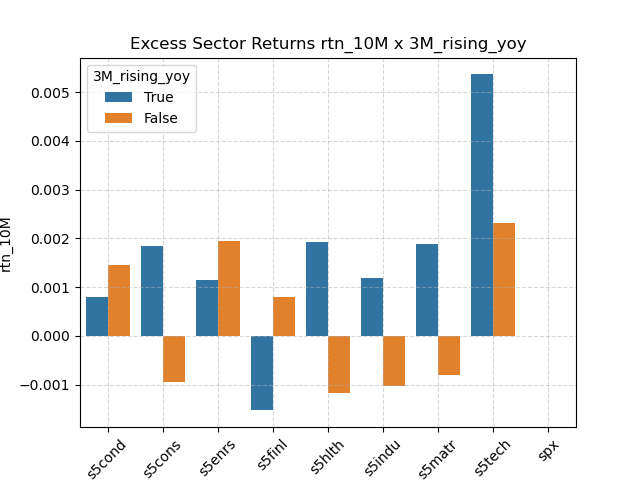 Excess Sector Returns rtn_10M x 3M_rising_yoy
3M_rising_yoy
True
False
0.005
0.004
0.003
0.002
0.001
0.000
−0.001
rtn_10M
s5cond
s5cons
s5enrs
s5finl
s5hlth
s5indu
s5matr
s5tech
spx